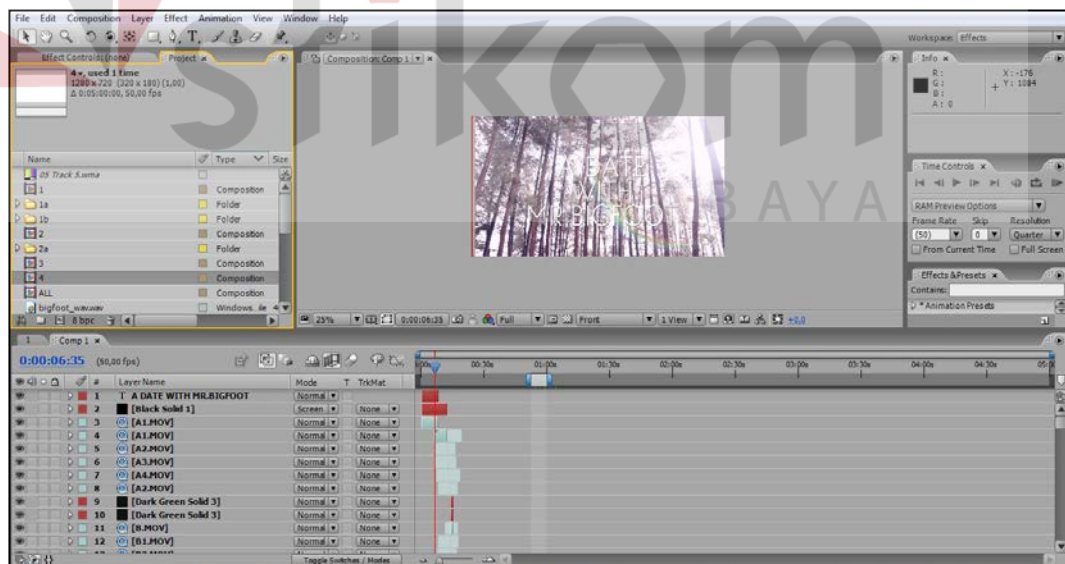 stikom
SURABAYA
File Edit Composition Layer Effect Animation View Window Help
Workspace: Effects
Effect Controls: (none) Project
4, used 1 time
1280 x 720 (320 x 180) (1,00)
Δ 0:05:00:00, 50,00 fps
Name Type Size
05 Track 5.wma
1 Composition
1a Folder
1b Folder
2 Composition
2a Folder
3 Composition
4 Composition
ALL Composition
bigfoot_wav.wav Windows
8 bpc
Composition: Comp 1
A DATE
WITH
MR.BIGFOOT
25% 0:00:06:35 Full Front 1 View +0,0
Info
R: X: -176
G: Y: 1084
B:
A: 0
Time Controls
RAM Preview Options
Frame Rate Skip Resolution
(50) 0 Quarter
From Current Time Full Screen
Effects & Presets
Contains:
* Animation Presets
1 Comp 1
0:00:06:35 (50,00 fps)
00:30s 01:00s 01:30s 02:00s 02:30s 03:00s 03:30s 04:00s 04:30s
# Layer Name Mode T TrkMat
1 T A DATE WITH MR.BIGFOOT Normal
2 [Black Solid 1] Screen None
3 [A1.MOV] Normal None
4 [A1.MOV] Normal None
5 [A2.MOV] Normal None
6 [A3.MOV] Normal None
7 [A4.MOV] Normal None
8 [A2.MOV] Normal None
9 [Dark Green Solid 3] Normal None
10 [Dark Green Solid 3] Normal None
11 [B.MOV] Normal None
12 [B1.MOV] Normal None
Toggle Switches / Modes